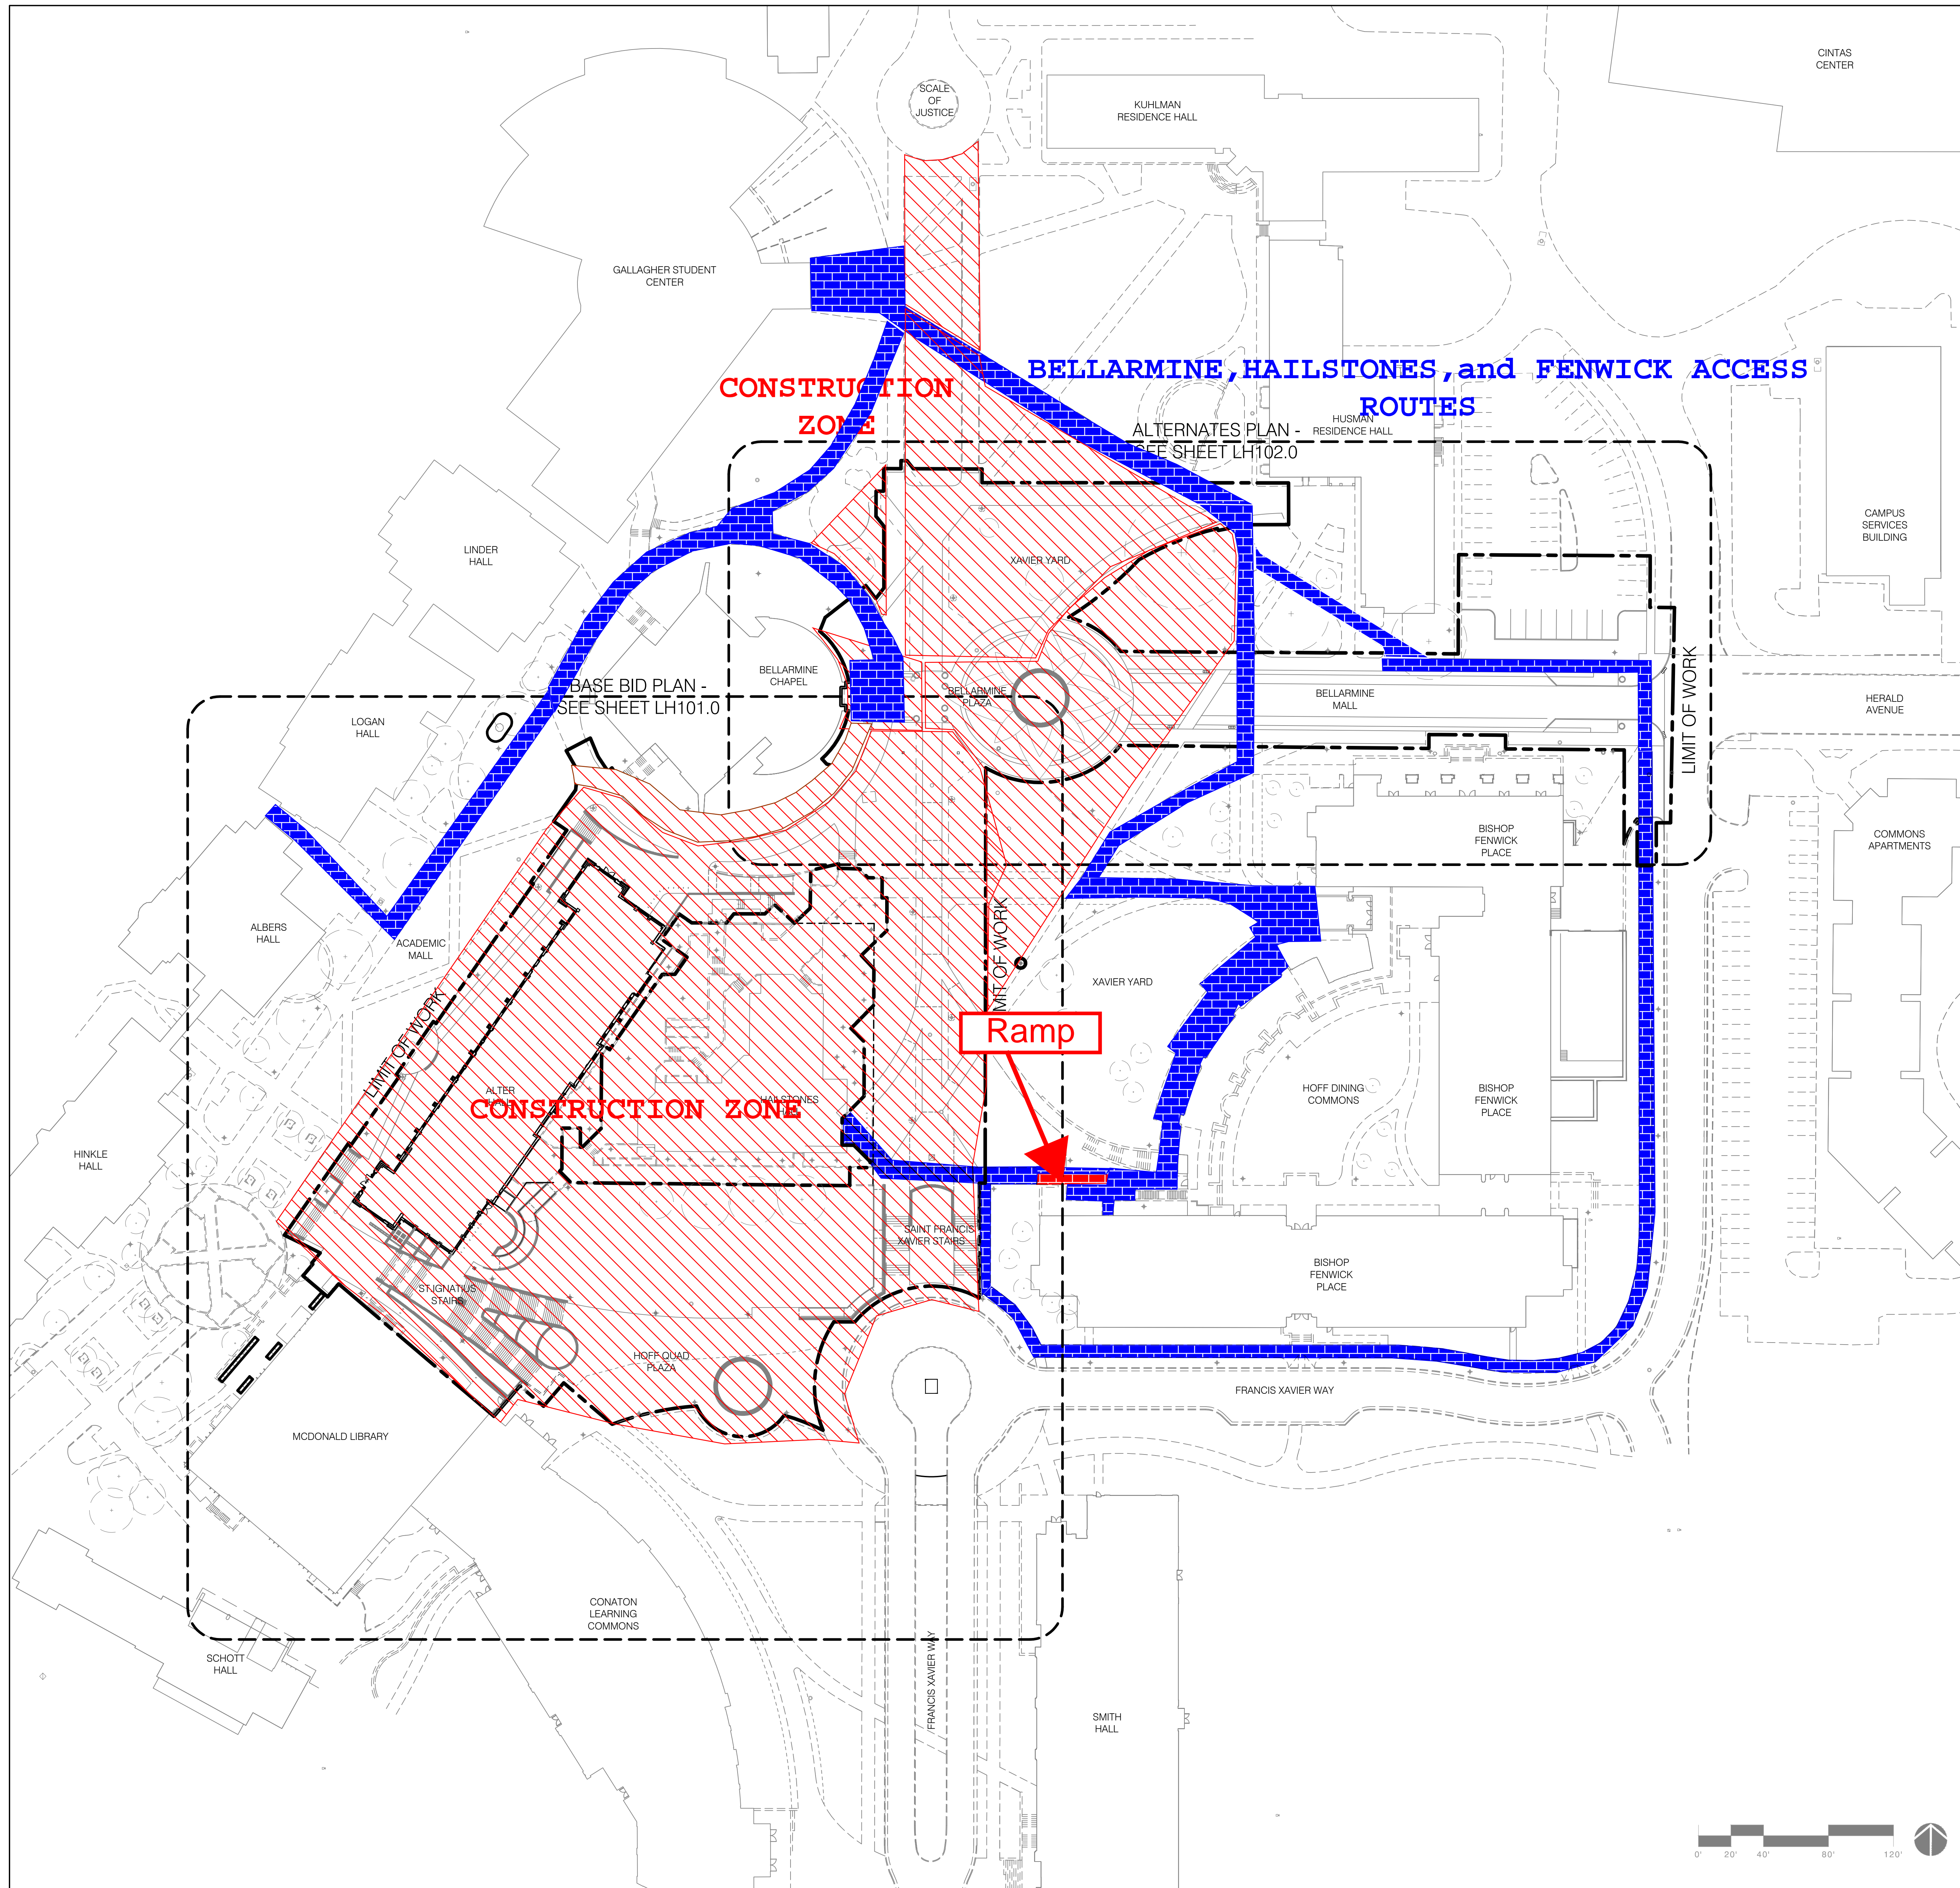 CINTAS
CENTER
SCALE
OF
JUSTICE
KUHLMAN
RESIDENCE HALL
GALLAGHER STUDENT
CENTER
CONSTRUCTION
ZONE
BELLARMINE,HAILSTONES,and FENWICK ACCESS
ROUTES
HUSMAN
RESIDENCE HALL
ALTERNATES PLAN -
SEE SHEET LH102.0
CAMPUS
SERVICES
BUILDING
LINDER
HALL
XAVIER YARD
BELLARMINE
CHAPEL
BASE BID PLAN -
SEE SHEET LH101.0
BELLARMINE
PLAZA
BELLARMINE
MALL
LIMIT OF WORK
HERALD
AVENUE
LOGAN
HALL
BISHOP
FENWICK
PLACE
COMMONS
APARTMENTS
ALBERS
HALL
ACADEMIC
MALL
LIMIT OF WORK
MIT OF WORK
XAVIER YARD
Ramp
ALTER
HALL
CONSTRUCTION ZONE
HAILSTONES
HALL
HOFF DINING
COMMONS
BISHOP
FENWICK
PLACE
HINKLE
HALL
SAINT FRANCIS
XAVIER STAIRS
BISHOP
FENWICK
PLACE
ST.IGNATIUS
STAIRS
HOFF QUAD
PLAZA
FRANCIS XAVIER WAY
MCDONALD LIBRARY
CONATON
LEARNING
COMMONS
SCHOTT
HALL
FRANCIS XAVIER WAY
SMITH
HALL
0' 20' 40' 80' 120'